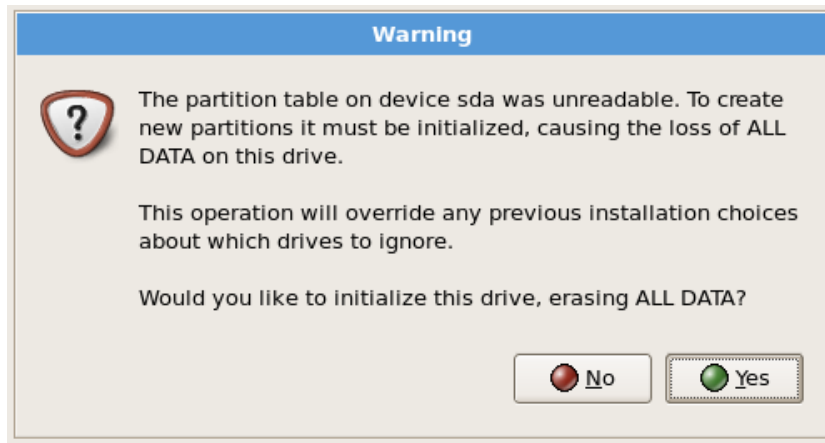 Warning
The partition table on device sda was unreadable. To create
new partitions it must be initialized, causing the loss of ALL
DATA on this drive.
This operation will override any previous installation choices
about which drives to ignore.
Would you like to initialize this drive, erasing ALL DATA?
No Yes